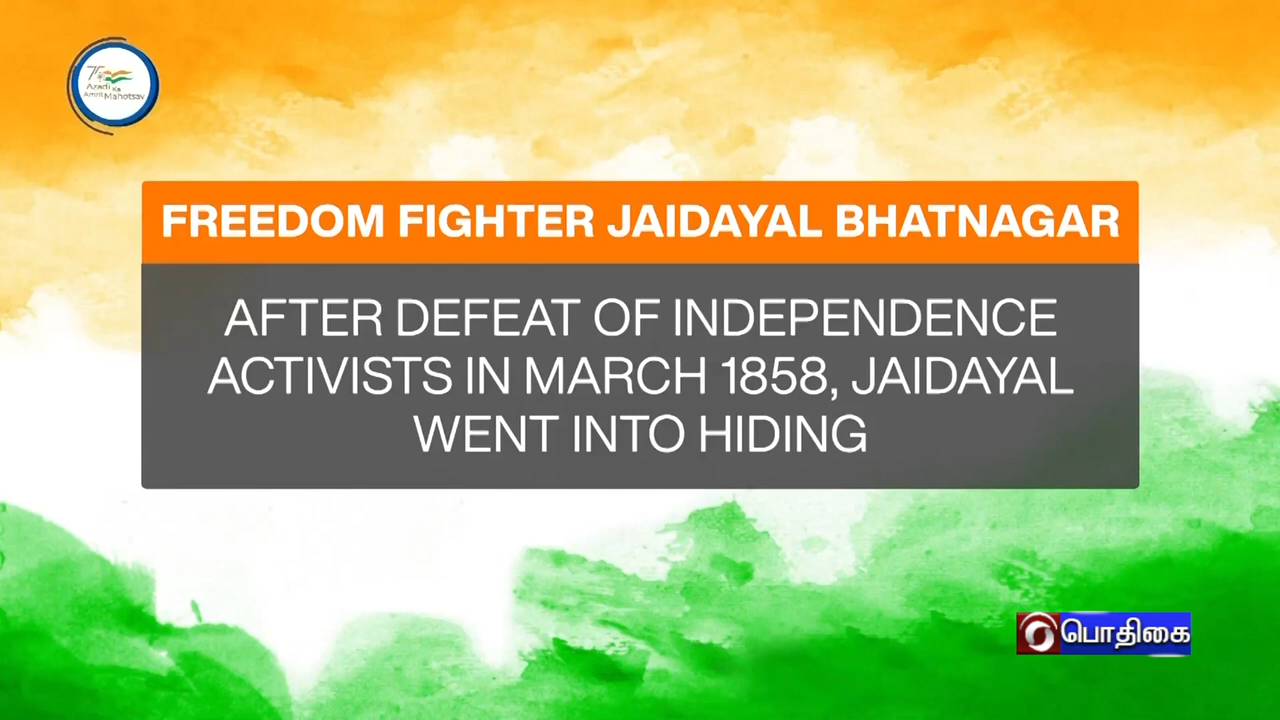 75
Azadi Ka
Amrit Mahotsav
FREEDOM FIGHTER JAIDAYAL BHATNAGAR
AFTER DEFEAT OF INDEPENDENCE
ACTIVISTS IN MARCH 1858, JAIDAYAL
WENT INTO HIDING
பொதிகை